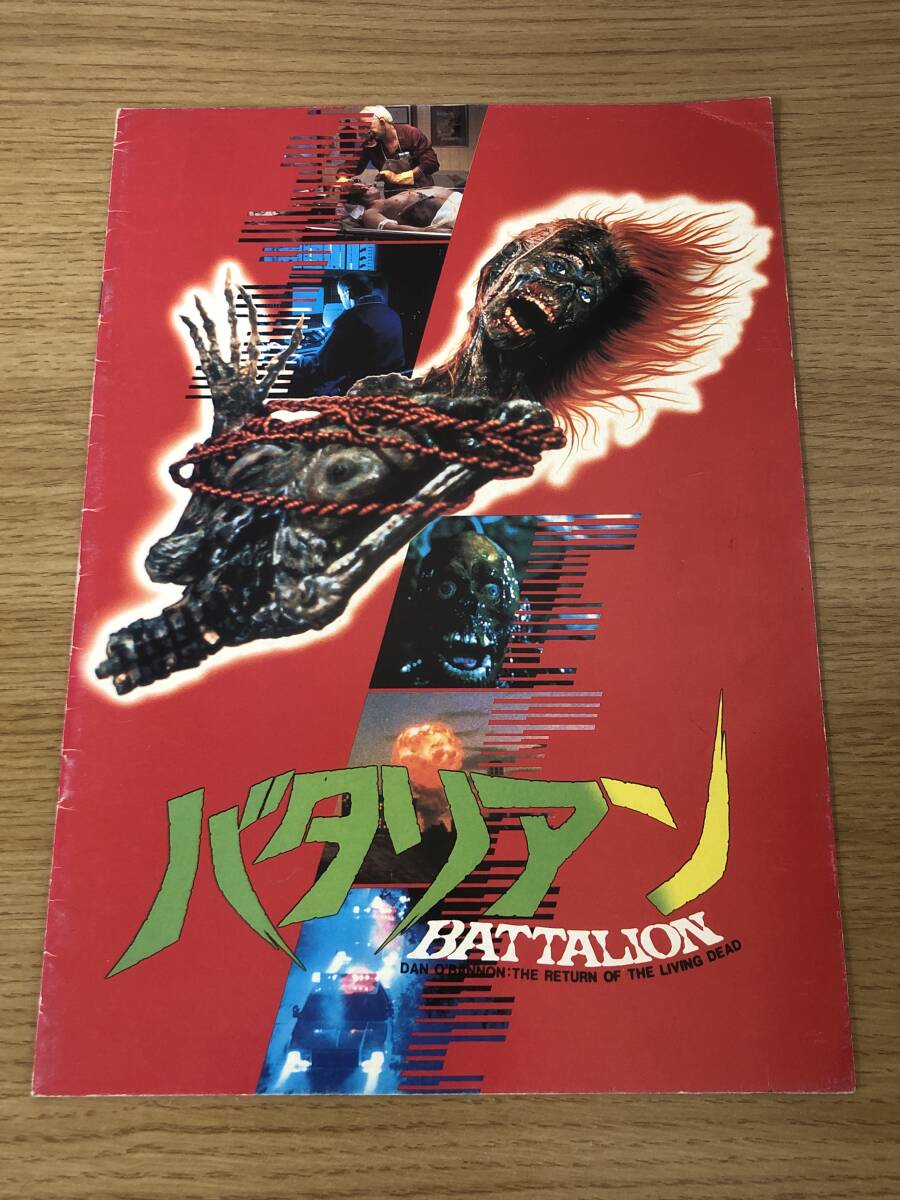 バタリアン
BATTALION
DAN O'BANNON:THE RETURN OF THE LIVING DEAD